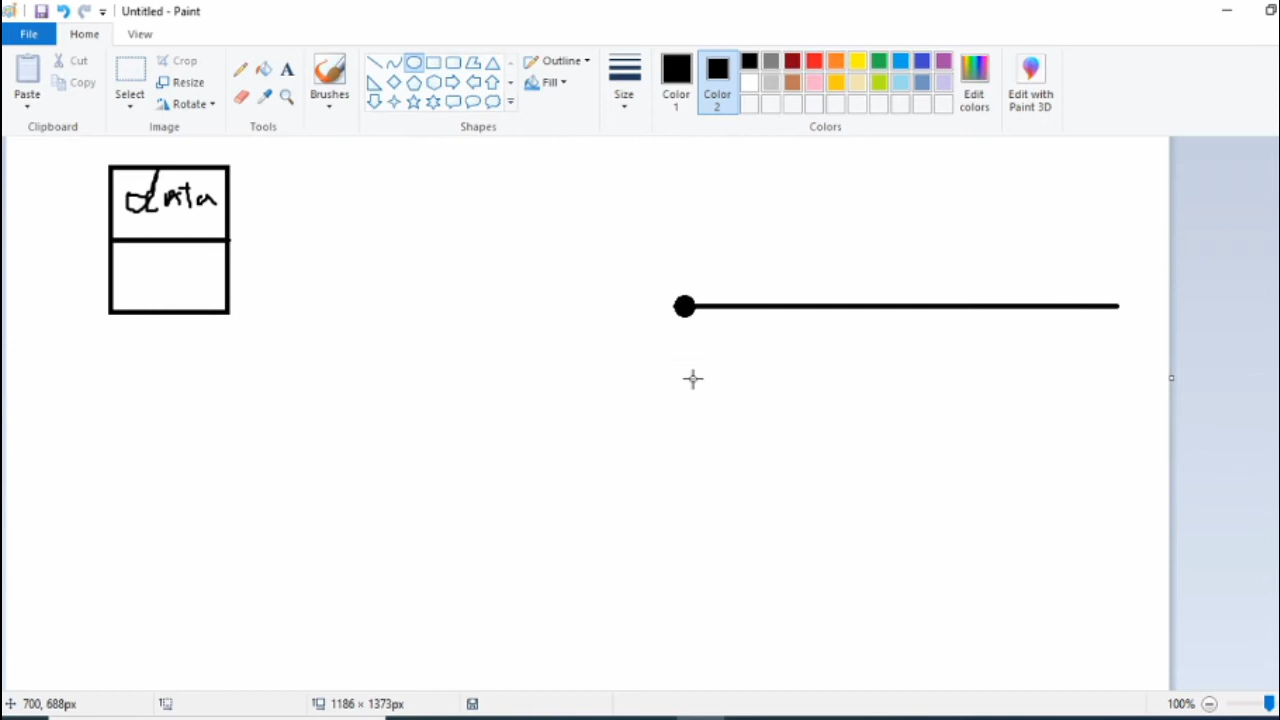 Untitled - Paint
File Home View
Paste
Cut
Copy
Clipboard
Select
Crop
Resize
Rotate
Image
A
Tools
Brushes
Outline
Fill
Shapes
Size
Color 1
Color 2
Edit colors
Colors
Edit with Paint 3D
data
700, 688px
1186 × 1373px
100%